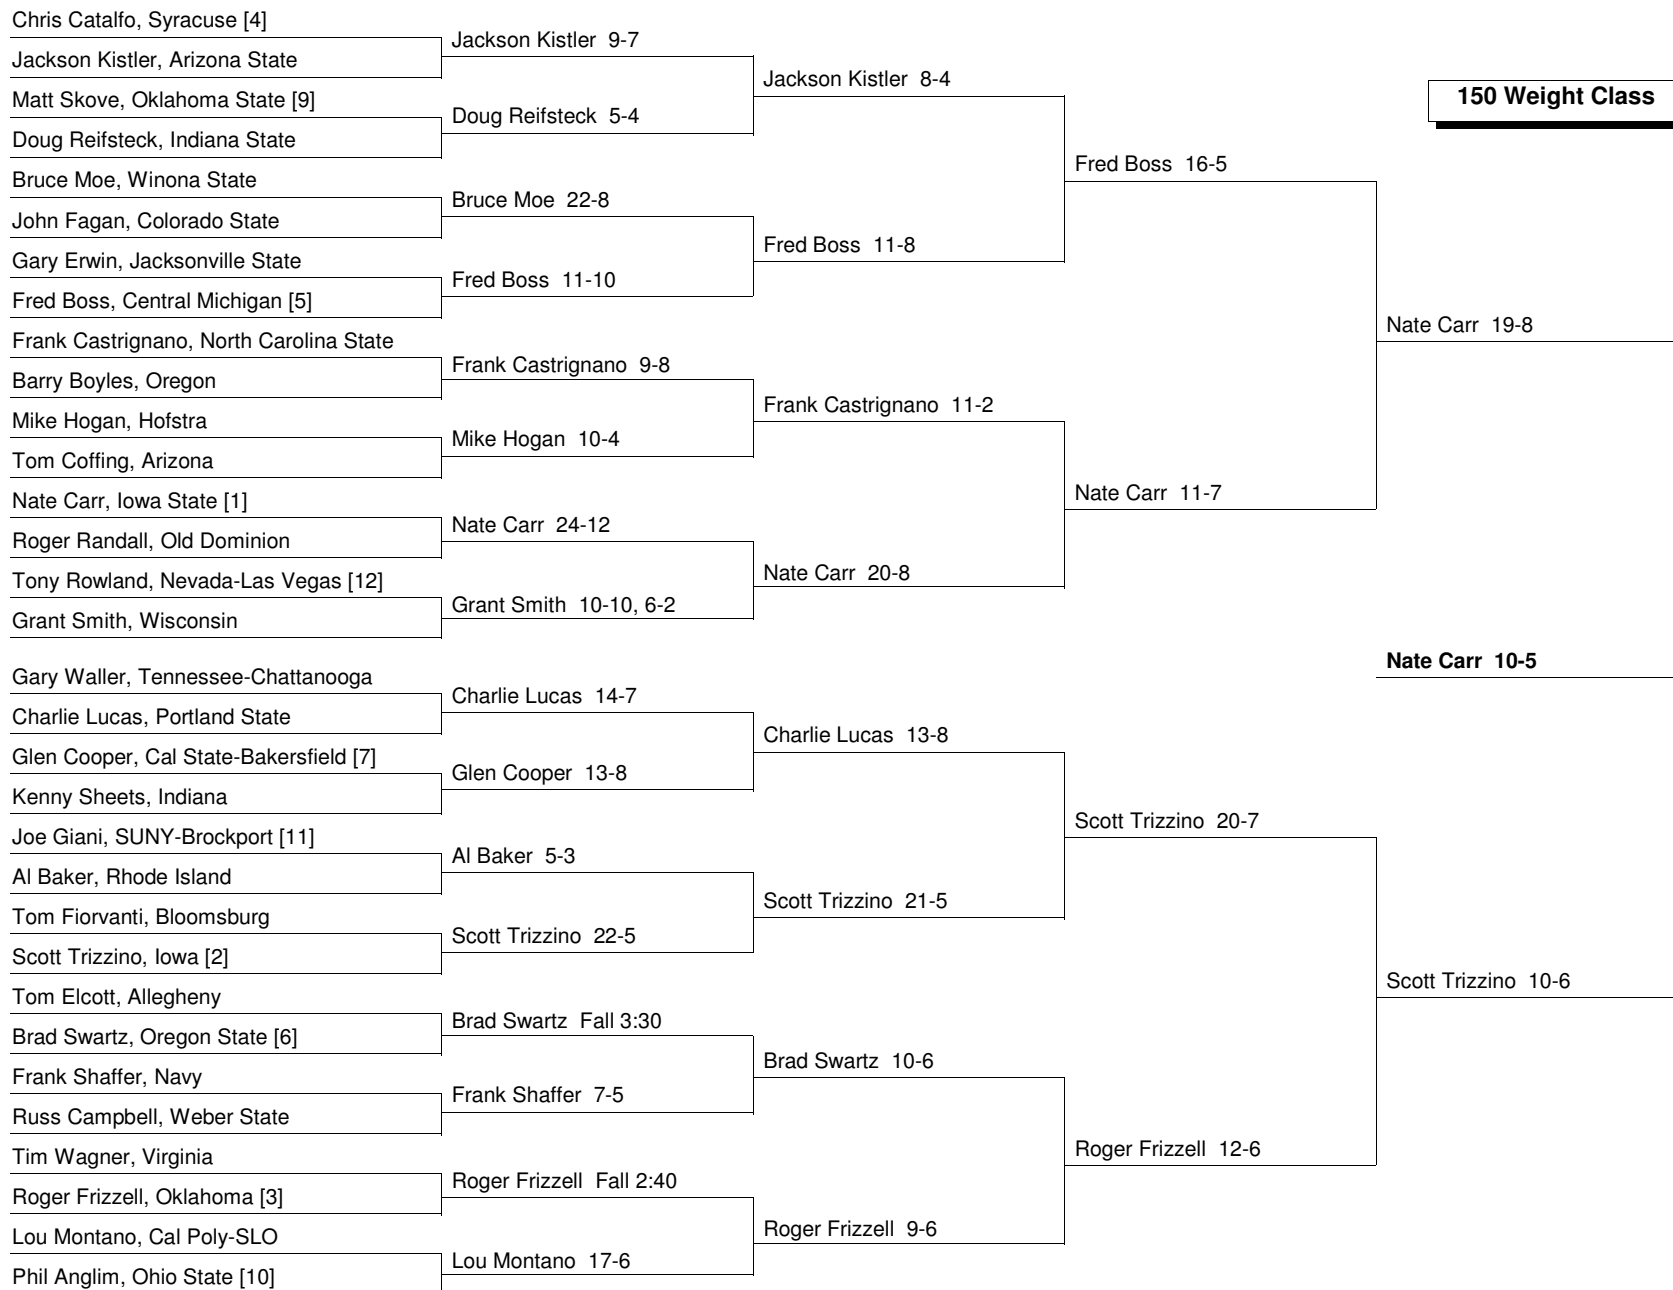 Chris Catalfo, Syracuse [4]
Jackson Kistler, Arizona State
Matt Skove, Oklahoma State [9]
Doug Reifsteck, Indiana State
Bruce Moe, Winona State
John Fagan, Colorado State
Gary Erwin, Jacksonville State
Fred Boss, Central Michigan [5]
Frank Castrignano, North Carolina State
Barry Boyles, Oregon
Mike Hogan, Hofstra
Tom Coffing, Arizona
Nate Carr, Iowa State [1]
Roger Randall, Old Dominion
Tony Rowland, Nevada-Las Vegas [12]
Grant Smith, Wisconsin
Gary Waller, Tennessee-Chattanooga
Charlie Lucas, Portland State
Glen Cooper, Cal State-Bakersfield [7]
Kenny Sheets, Indiana
Joe Giani, SUNY-Brockport [11]
Al Baker, Rhode Island
Tom Fiorvanti, Bloomsburg
Scott Trizzino, Iowa [2]
Tom Elcott, Allegheny
Brad Swartz, Oregon State [6]
Frank Shaffer, Navy
Russ Campbell, Weber State
Tim Wagner, Virginia
Roger Frizzell, Oklahoma [3]
Lou Montano, Cal Poly-SLO
Phil Anglim, Ohio State [10]
Jackson Kistler 9-7
Doug Reifsteck 5-4
Bruce Moe 22-8
Fred Boss 11-10
Frank Castrignano 9-8
Mike Hogan 10-4
Nate Carr 24-12
Grant Smith 10-10, 6-2
Charlie Lucas 14-7
Glen Cooper 13-8
Al Baker 5-3
Scott Trizzino 22-5
Brad Swartz Fall 3:30
Frank Shaffer 7-5
Roger Frizzell Fall 2:40
Lou Montano 17-6
Jackson Kistler 8-4
Fred Boss 11-8
Frank Castrignano 11-2
Nate Carr 20-8
Charlie Lucas 13-8
Scott Trizzino 21-5
Brad Swartz 10-6
Roger Frizzell 9-6
Fred Boss 16-5
Nate Carr 11-7
Scott Trizzino 20-7
Roger Frizzell 12-6
150 Weight Class
Nate Carr 19-8
Nate Carr 10-5
Scott Trizzino 10-6